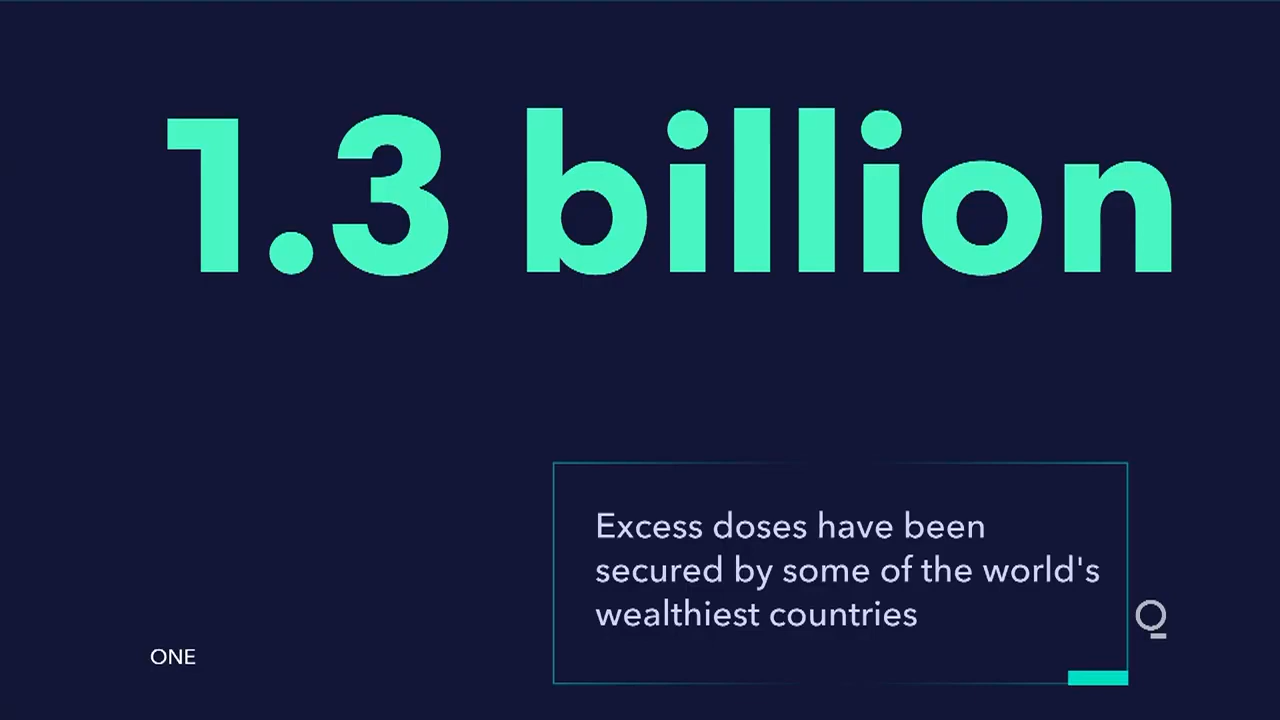 1.3 billion
Excess doses have been
secured by some of the world's
wealthiest countries
ONE